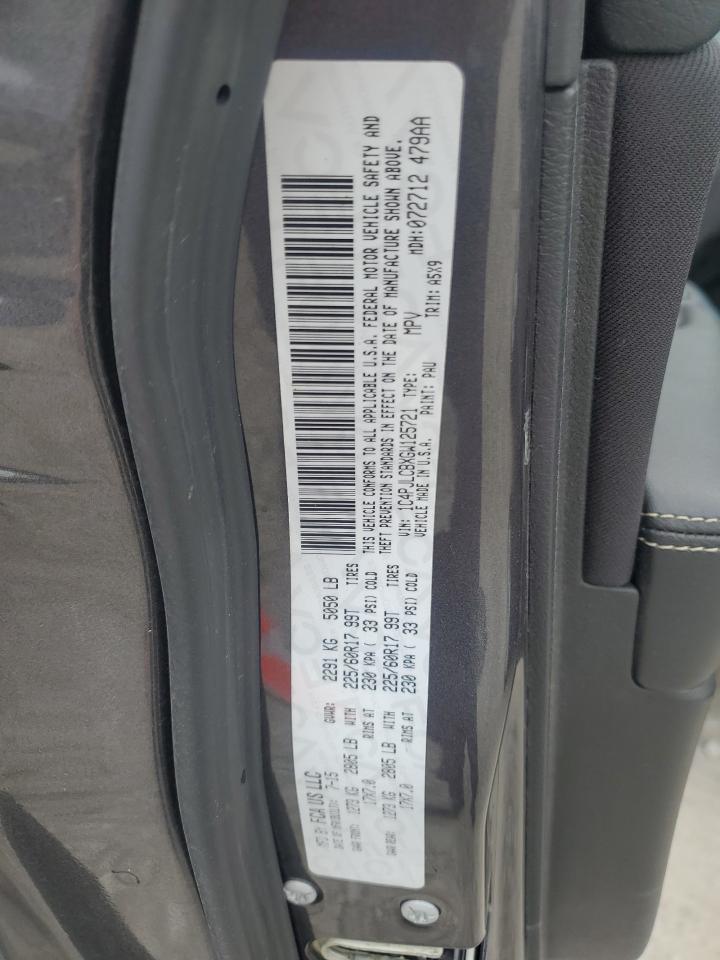 MFD BY: FCA US LLC
DATE OF MFR: 7-15 GVWR: 2291 KG 5050 LB
GAWR FRONT: 1273 KG 2805 LB WITH 225/60R17 99T TIRES
17X7.0 RIMS AT 230 KPA ( 33 PSI) COLD
GAWR REAR: 1273 KG 2805 LB WITH 225/60R17 99T TIRES
17X7.0 RIMS AT 230 KPA ( 33 PSI) COLD
THIS VEHICLE CONFORMS TO ALL APPLICABLE U.S.A. FEDERAL MOTOR VEHICLE SAFETY AND
THEFT PREVENTION STANDARDS IN EFFECT ON THE DATE OF MANUFACTURE SHOWN ABOVE.
MDH:072712 479AA
VIN: 1C4PJLCBXGW125721 TYPE: MPV
VEHICLE MADE IN U.S.A. PAINT: PAU TRIM: A5X9